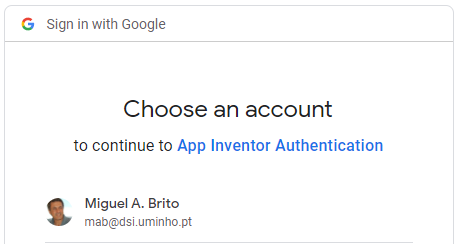 Sign in with Google
Choose an account
to continue to App Inventor Authentication
Miguel A. Brito
mab@dsi.uminho.pt